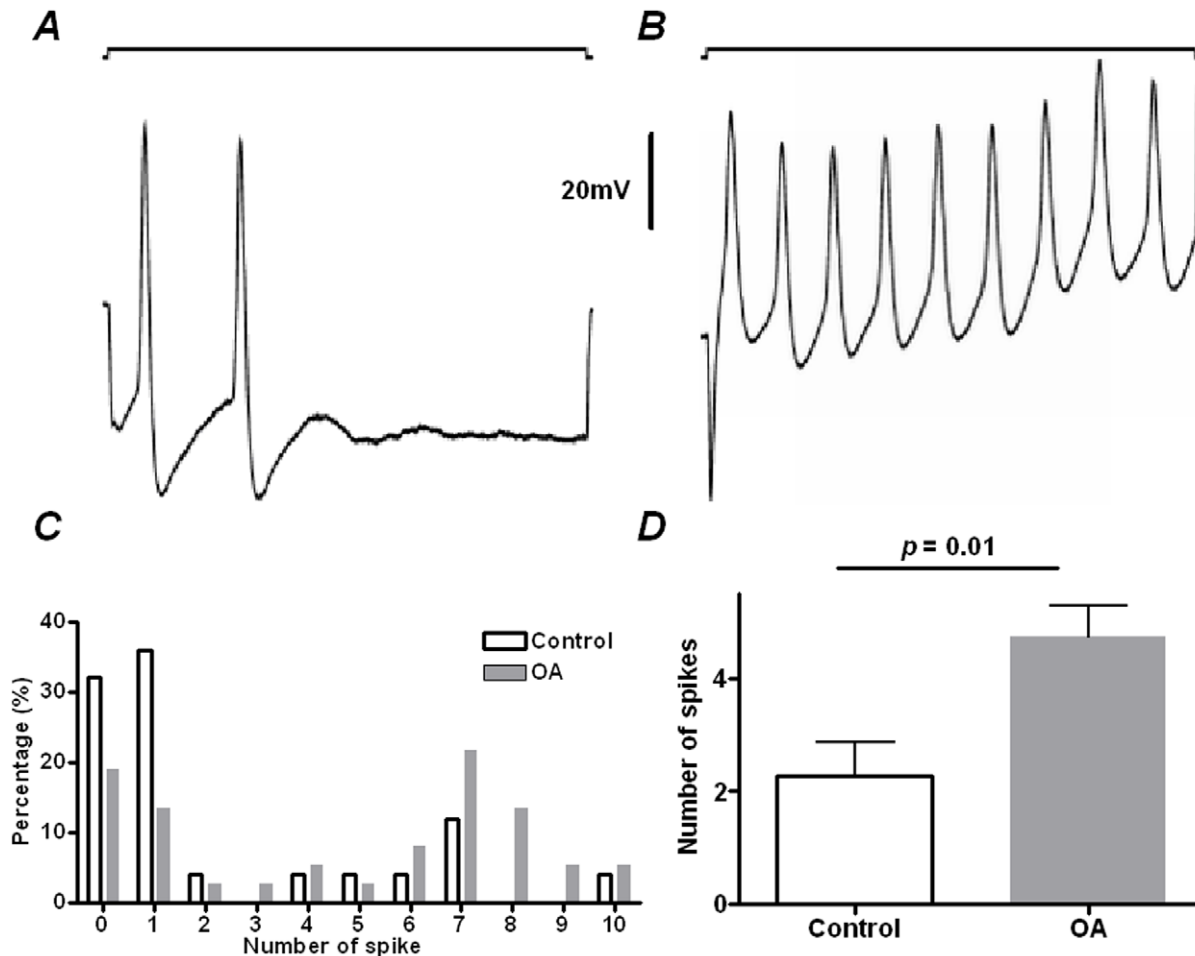 A
B
20mV
C
D
p = 0.01
40
30
20
10
0
Percentage (%)
Control
OA
0 1 2 3 4 5 6 7 8 9 10
Number of spike
4
2
0
Number of spikes
Control OA